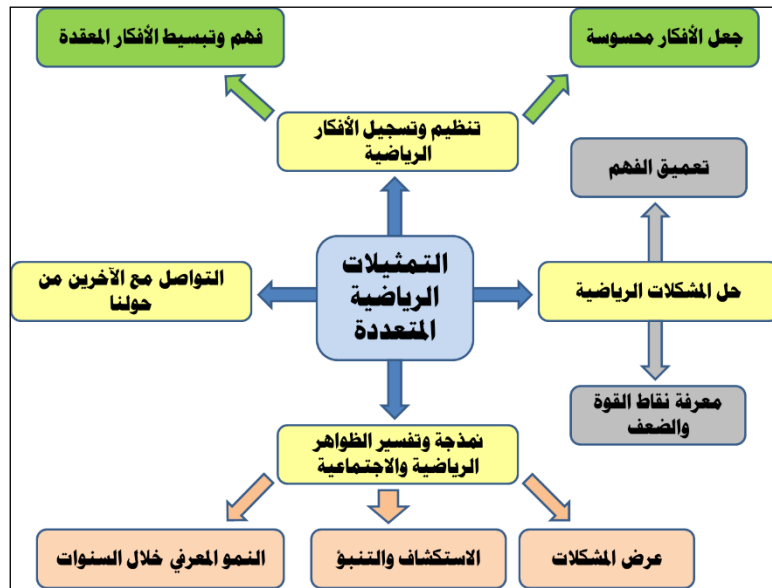 جعل الأفكار محسوسة
فهم وتبسيط الأفكار المعقدة
تنظيم وتسجيل الأفكار
الرياضية
تعميق الفهم
التمثيلات
الرياضية
المتعددة
حل المشكلات الرياضية
التواصل مع الآخرين من
حولنا
معرفة نقاط القوة
والضعف
نمذجة وتفسير الظواهر
الرياضية والاجتماعية
عرض المشكلات
الاستكشاف والتنبؤ
النمو المعرفي خلال السنوات